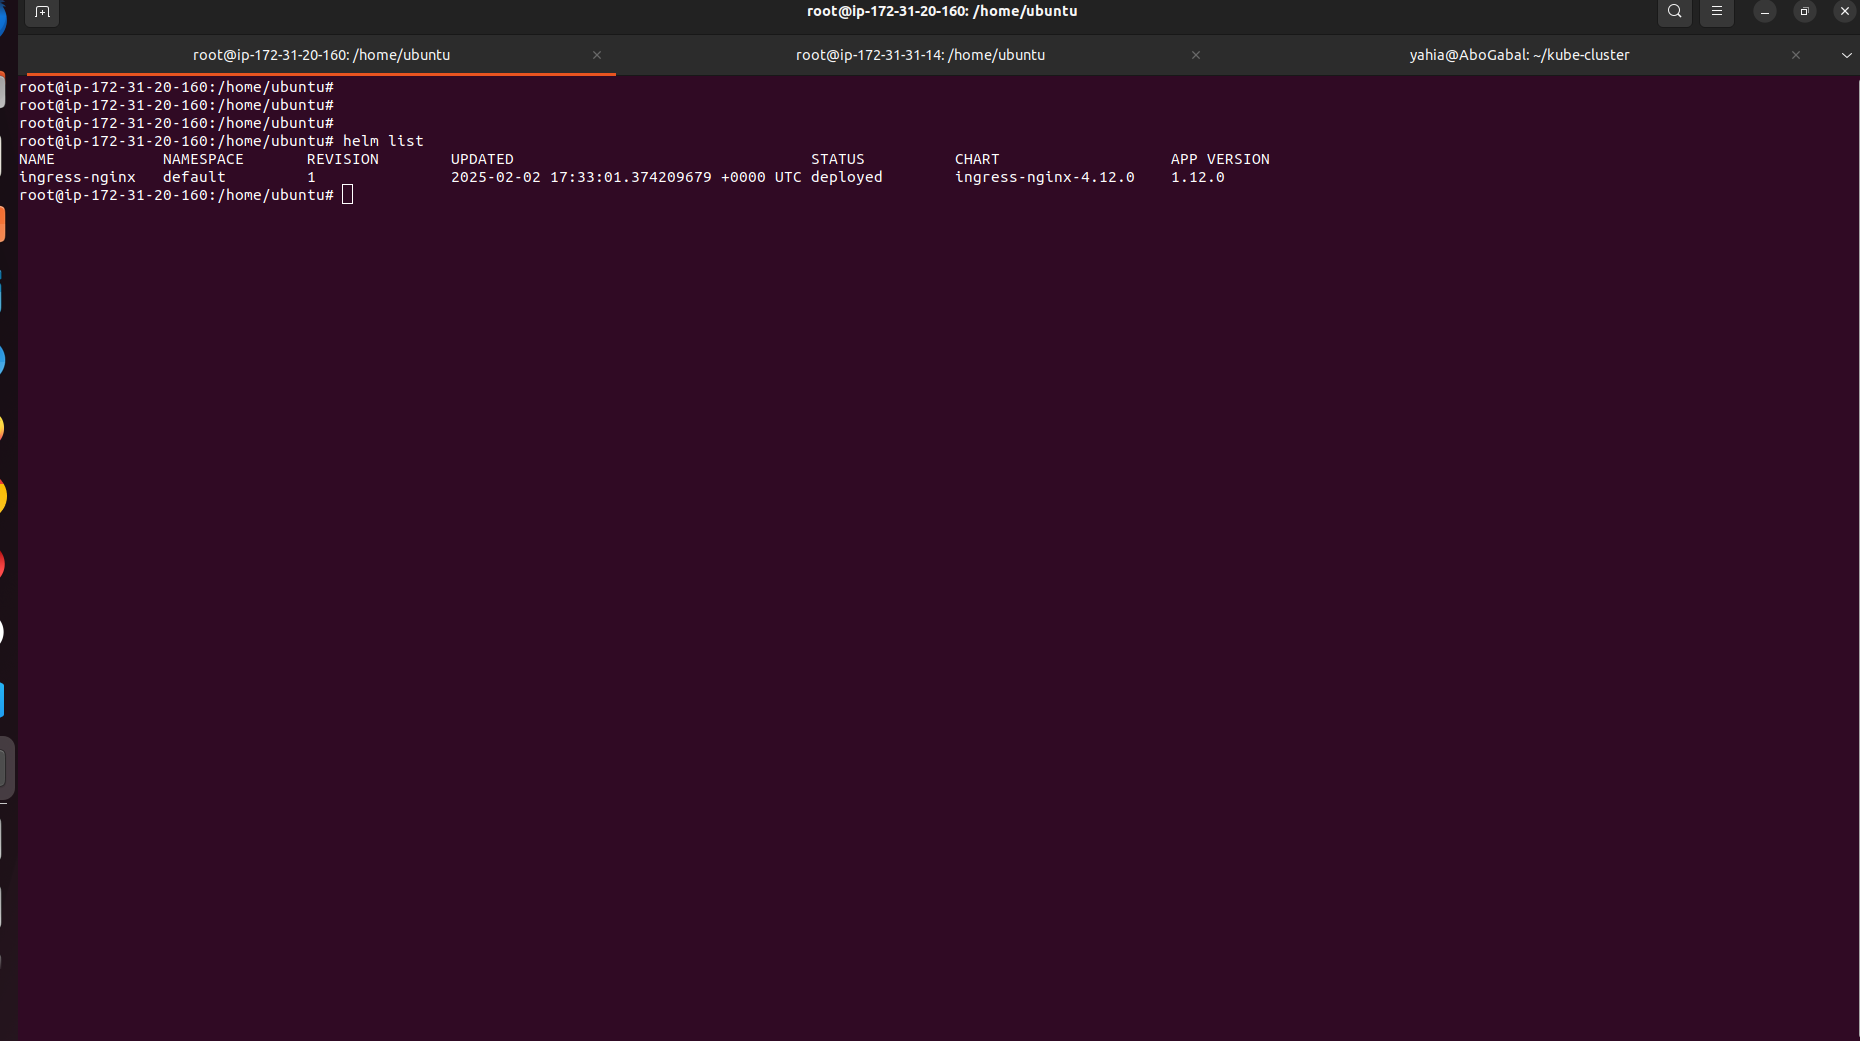 root@ip-172-31-20-160: /home/ubuntu
root@ip-172-31-20-160: /home/ubuntu × root@ip-172-31-31-14: /home/ubuntu × yahia@AboGabal: ~/kube-cluster ×
root@ip-172-31-20-160:/home/ubuntu#
root@ip-172-31-20-160:/home/ubuntu#
root@ip-172-31-20-160:/home/ubuntu#
root@ip-172-31-20-160:/home/ubuntu# helm list
NAME NAMESPACE REVISION UPDATED STATUS CHART APP VERSION
ingress-nginx default 1 2025-02-02 17:33:01.374209679 +0000 UTC deployed ingress-nginx-4.12.0 1.12.0
root@ip-172-31-20-160:/home/ubuntu#